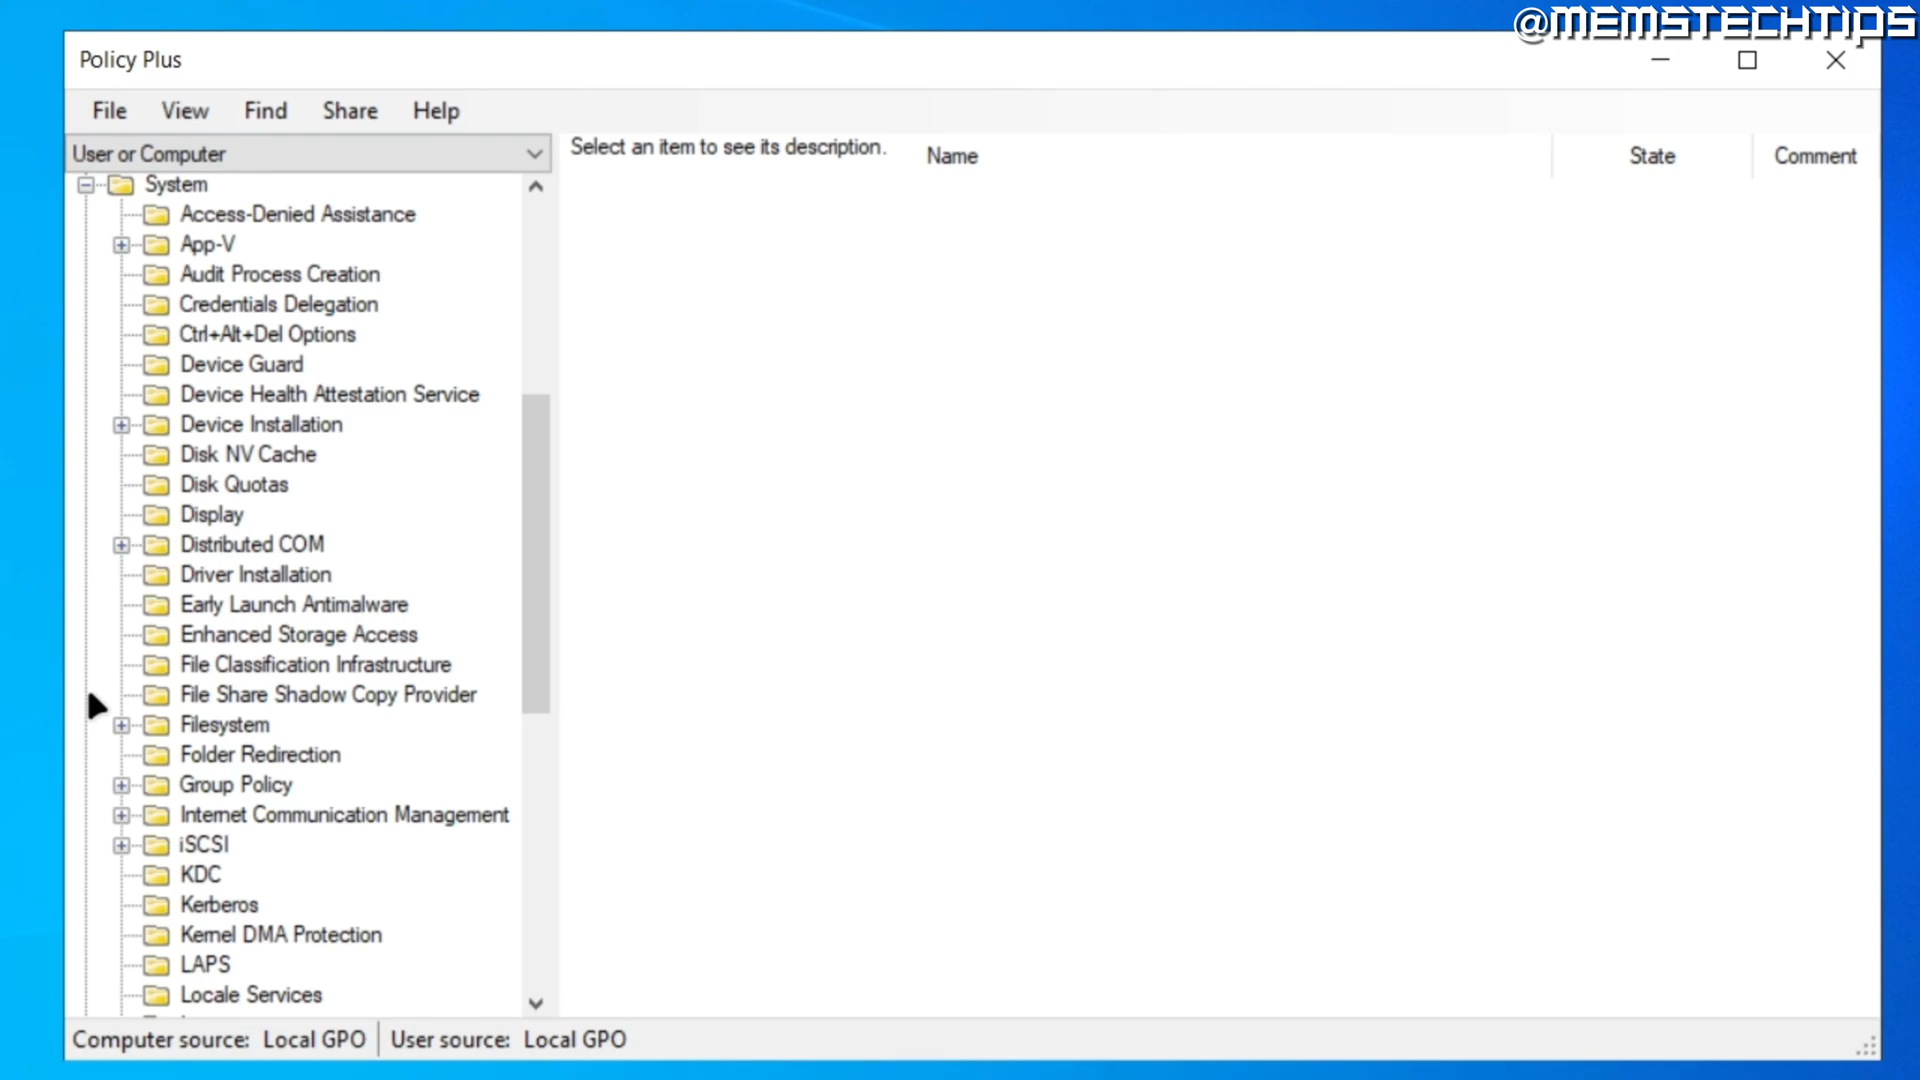 @MEMSTECHTIPS
Policy Plus
File View Find Share Help
User or Computer
Select an item to see its description.
Name State Comment
System
Access-Denied Assistance
App-V
Audit Process Creation
Credentials Delegation
Ctrl+Alt+Del Options
Device Guard
Device Health Attestation Service
Device Installation
Disk NV Cache
Disk Quotas
Display
Distributed COM
Driver Installation
Early Launch Antimalware
Enhanced Storage Access
File Classification Infrastructure
File Share Shadow Copy Provider
Filesystem
Folder Redirection
Group Policy
Internet Communication Management
iSCSI
KDC
Kerberos
Kernel DMA Protection
LAPS
Locale Services
Computer source: Local GPO User source: Local GPO